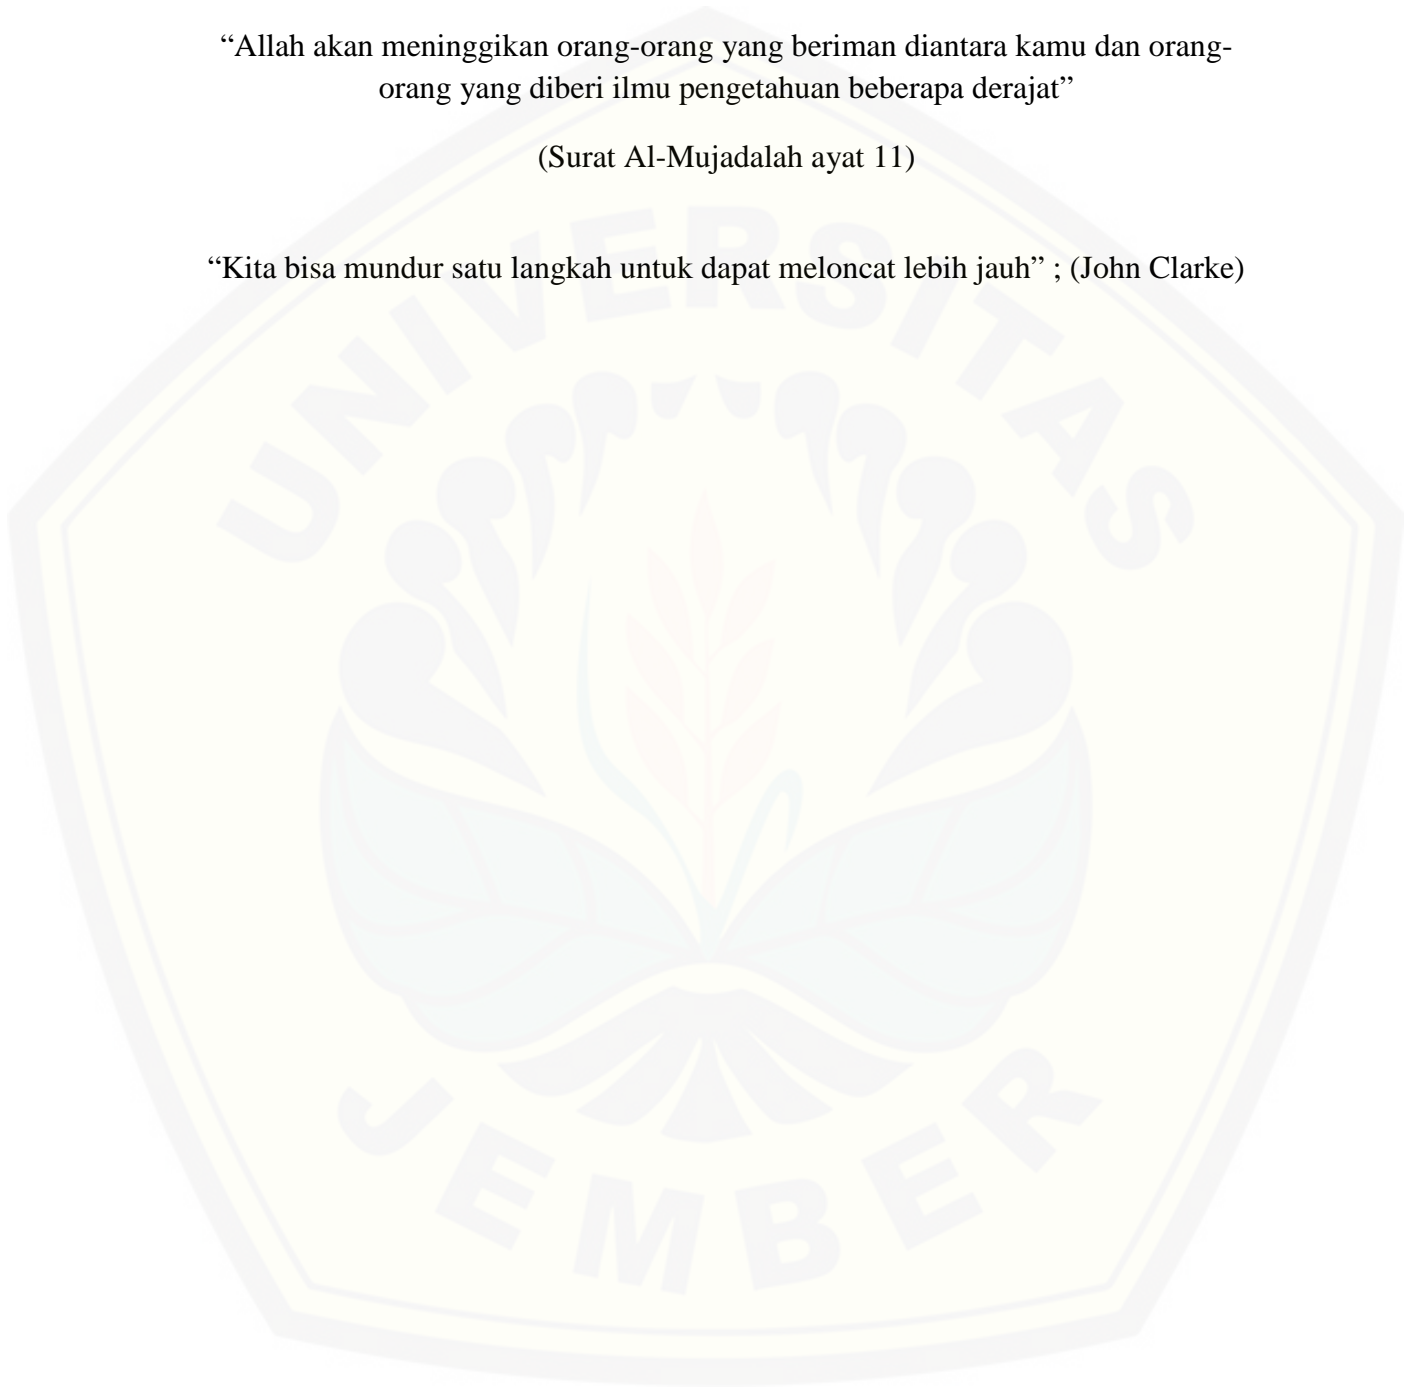 “Allah akan meninggikan orang-orang yang beriman diantara kamu dan orang-
orang yang diberi ilmu pengetahuan beberapa derajat”
(Surat Al-Mujadalah ayat 11)
“Kita bisa mundur satu langkah untuk dapat meloncat lebih jauh” ; (John Clarke)
UNIVERSITAS
JEMBER